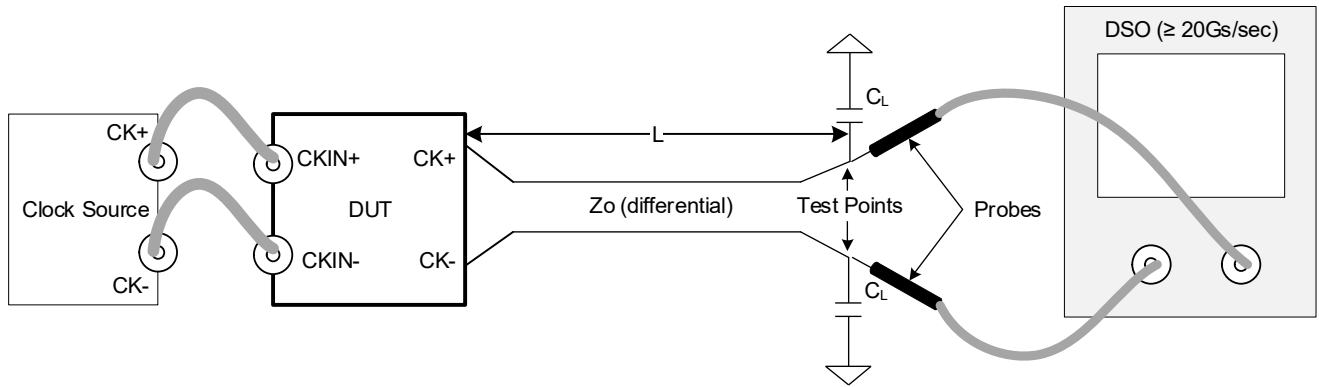 DSO (≥ 20Gs/sec)
CK+
Clock Source
CK-
CKIN+
DUT
CKIN-
CK+
CK-
L
Zo (differential)
CL
Test Points
CL
Probes